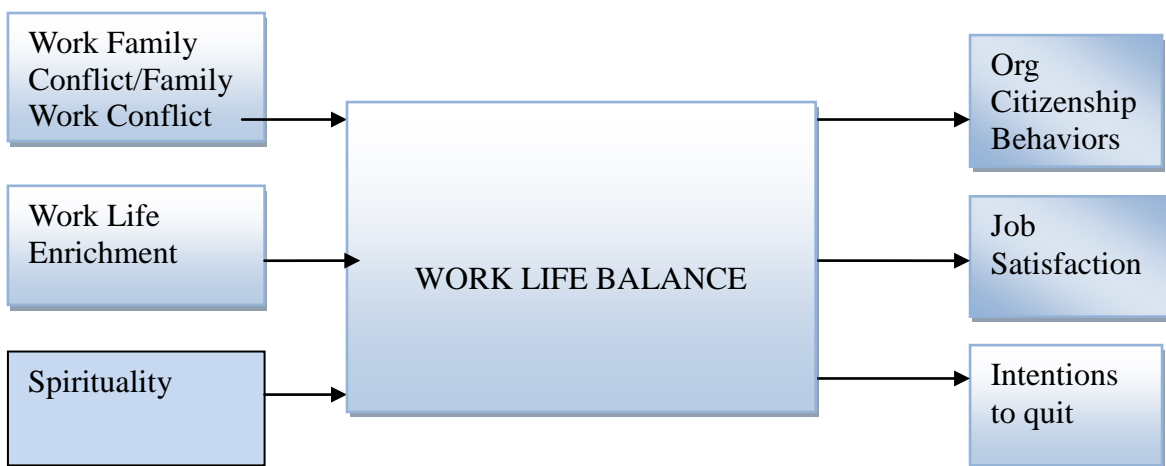 Work Family
Conflict/Family
Work Conflict
Work Life
Enrichment
Spirituality
WORK LIFE BALANCE
Org
Citizenship
Behaviors
Job
Satisfaction
Intentions
to quit